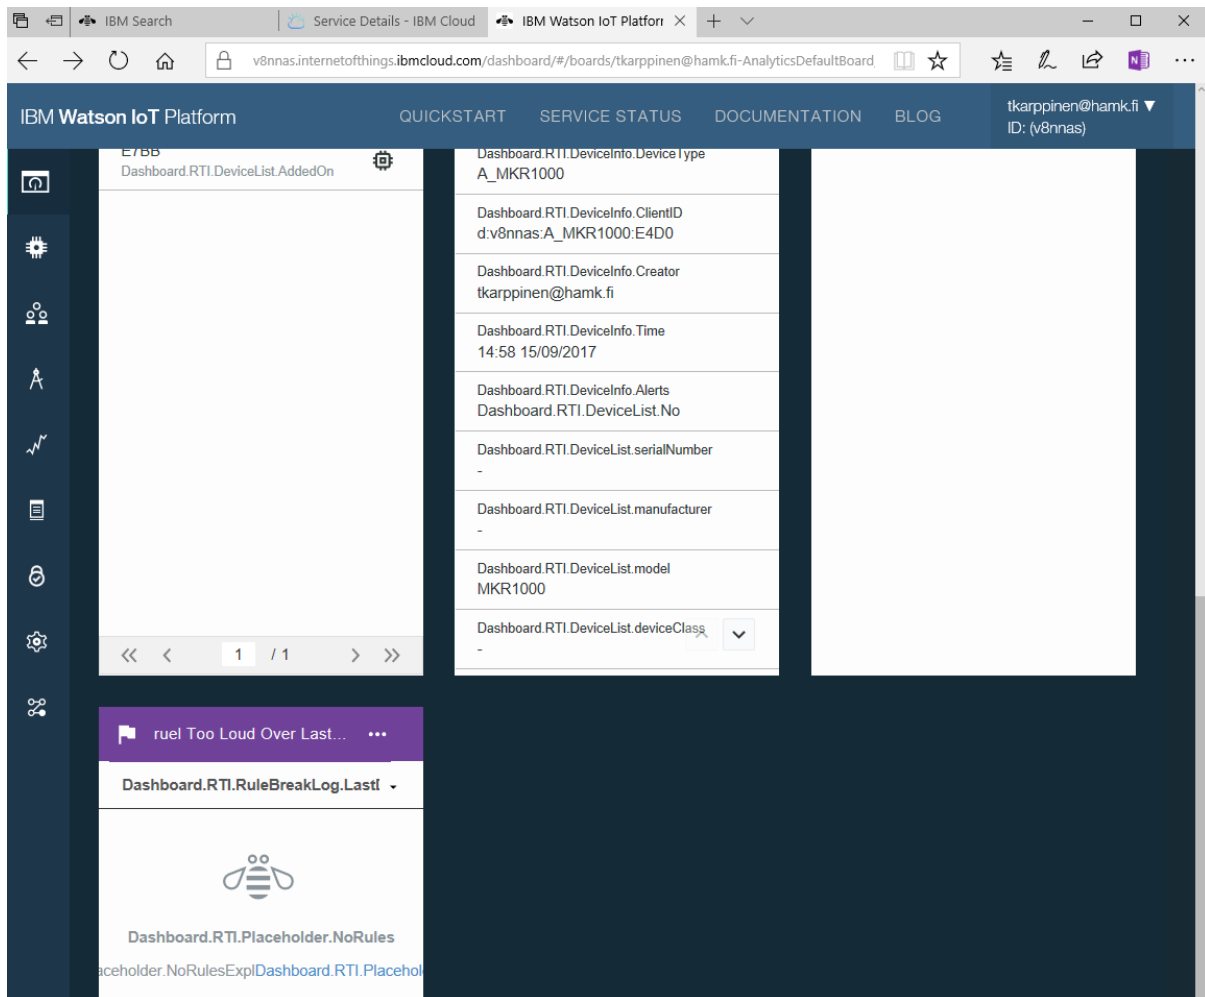 IBM Search
Service Details - IBM Cloud
IBM Watson IoT Platforr
v8nnas.internetofthings.ibmcloud.com/dashboard/#/boards/tkarppinen@hamk.fi-AnalyticsDefaultBoard
IBM Watson IoT Platform
QUICKSTART
SERVICE STATUS
DOCUMENTATION
BLOG
tkarppinen@hamk.fi ▼
ID: (v8nnas)
E7BB
Dashboard.RTI.DeviceList.AddedOn
1 / 1
Dashboard.RTI.DeviceInfo.DeviceType
A_MKR1000
Dashboard.RTI.DeviceInfo.ClientID
d:v8nnas:A_MKR1000:E4D0
Dashboard.RTI.DeviceInfo.Creator
tkarppinen@hamk.fi
Dashboard.RTI.DeviceInfo.Time
14:58 15/09/2017
Dashboard.RTI.DeviceInfo.Alerts
Dashboard.RTI.DeviceList.No
Dashboard.RTI.DeviceList.serialNumber
-
Dashboard.RTI.DeviceList.manufacturer
-
Dashboard.RTI.DeviceList.model
MKR1000
Dashboard.RTI.DeviceList.deviceClass
-
ruel Too Loud Over Last...
Dashboard.RTI.RuleBreakLog.Last
Dashboard.RTI.Placeholder.NoRules
aceholder.NoRulesExplDashboard.RTI.Placehol